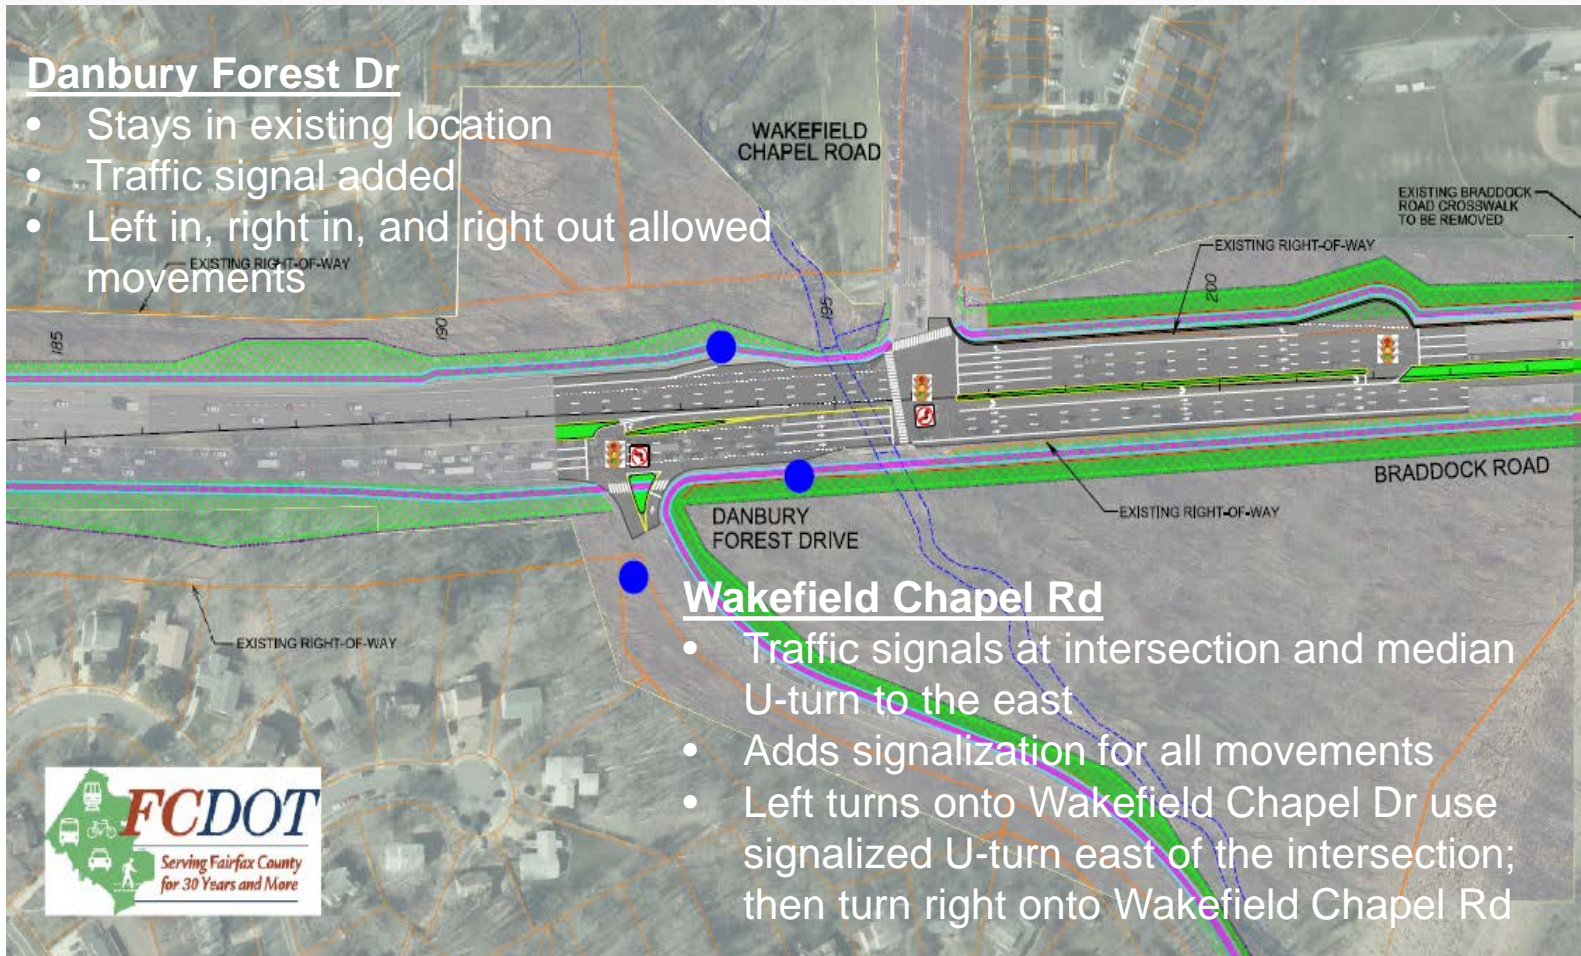 Danbury Forest Dr
• Stays in existing location
• Traffic signal added
• Left in, right in, and right out allowed
movements
EXISTING RIGHT-OF-WAY
WAKEFIELD
CHAPEL ROAD
EXISTING BRADDOCK
ROAD CROSSWALK
TO BE REMOVED
EXISTING RIGHT-OF-WAY
185
190
195
200
BRADDOCK ROAD
EXISTING RIGHT-OF-WAY
DANBURY
FOREST DRIVE
EXISTING RIGHT-OF-WAY
Wakefield Chapel Rd
• Traffic signals at intersection and median
U-turn to the east
• Adds signalization for all movements
• Left turns onto Wakefield Chapel Dr use
signalized U-turn east of the intersection;
then turn right onto Wakefield Chapel Rd
FCDOT
Serving Fairfax County
for 30 Years and More